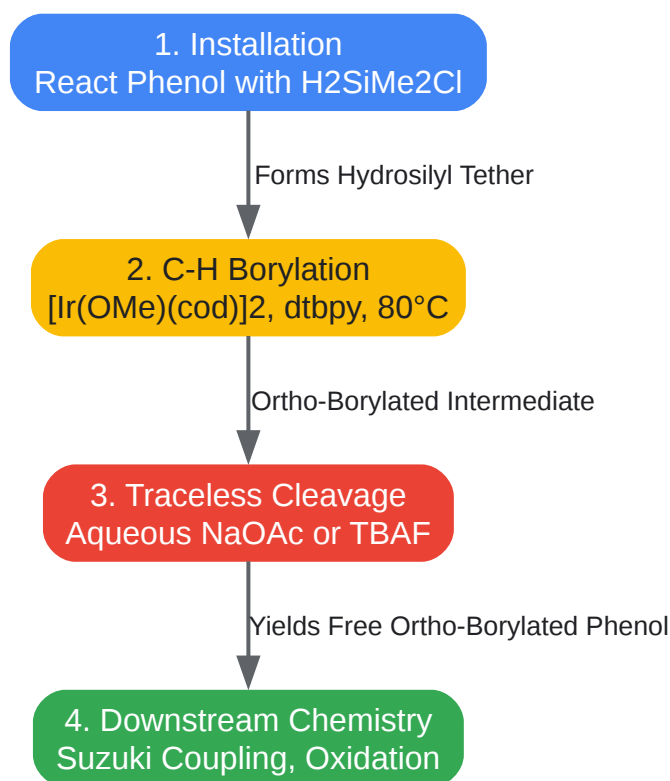 1. Installation
React Phenol with H2SiMe2Cl
Forms Hydrosilyl Tether
2. C-H Borylation
[Ir(OMe)(cod)]2, dtbpy, 80°C
Ortho-Borylated Intermediate
3. Traceless Cleavage
Aqueous NaOAc or TBAF
Yields Free Ortho-Borylated Phenol
4. Downstream Chemistry
Suzuki Coupling, Oxidation